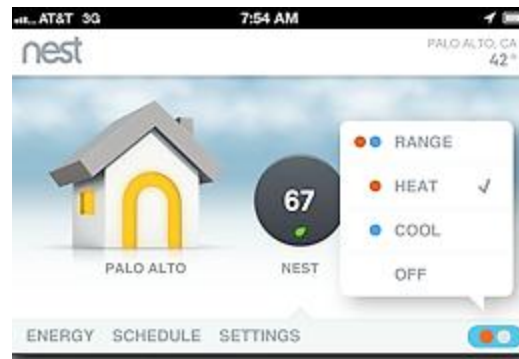 AT&T 3G 7:54 AM
nest
PALO ALTO, CA
42°
RANGE
HEAT
COOL
OFF
67
PALO ALTO NEST
ENERGY SCHEDULE SETTINGS